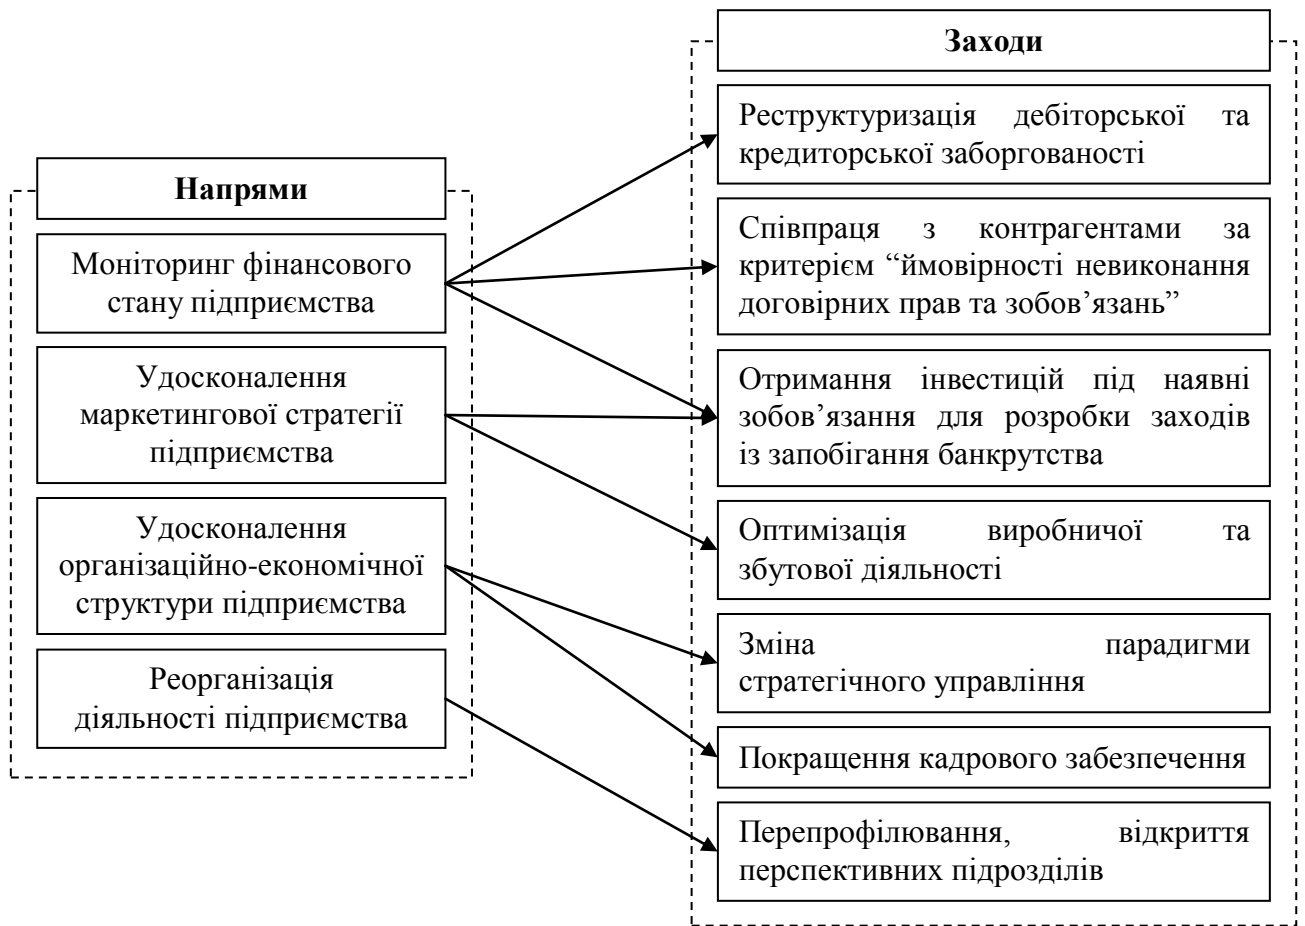 Напрями
Моніторинг фінансового
стану підприємства
Удосконалення
маркетингової стратегії
підприємства
Удосконалення
організаційно-економічної
структури підприємства
Реорганізація
діяльності підприємства
Заходи
Реструктуризація дебіторської та
кредиторської заборгованості
Співпраця з контрагентами за
критерієм “ймовірності невиконання
договірних прав та зобов’язань”
Отримання інвестицій під наявні
зобов’язання для розробки заходів
із запобігання банкрутства
Оптимізація виробничої та
збутової діяльності
Зміна парадигми
стратегічного управління
Покращення кадрового забезпечення
Перепрофілювання, відкриття
перспективних підрозділів